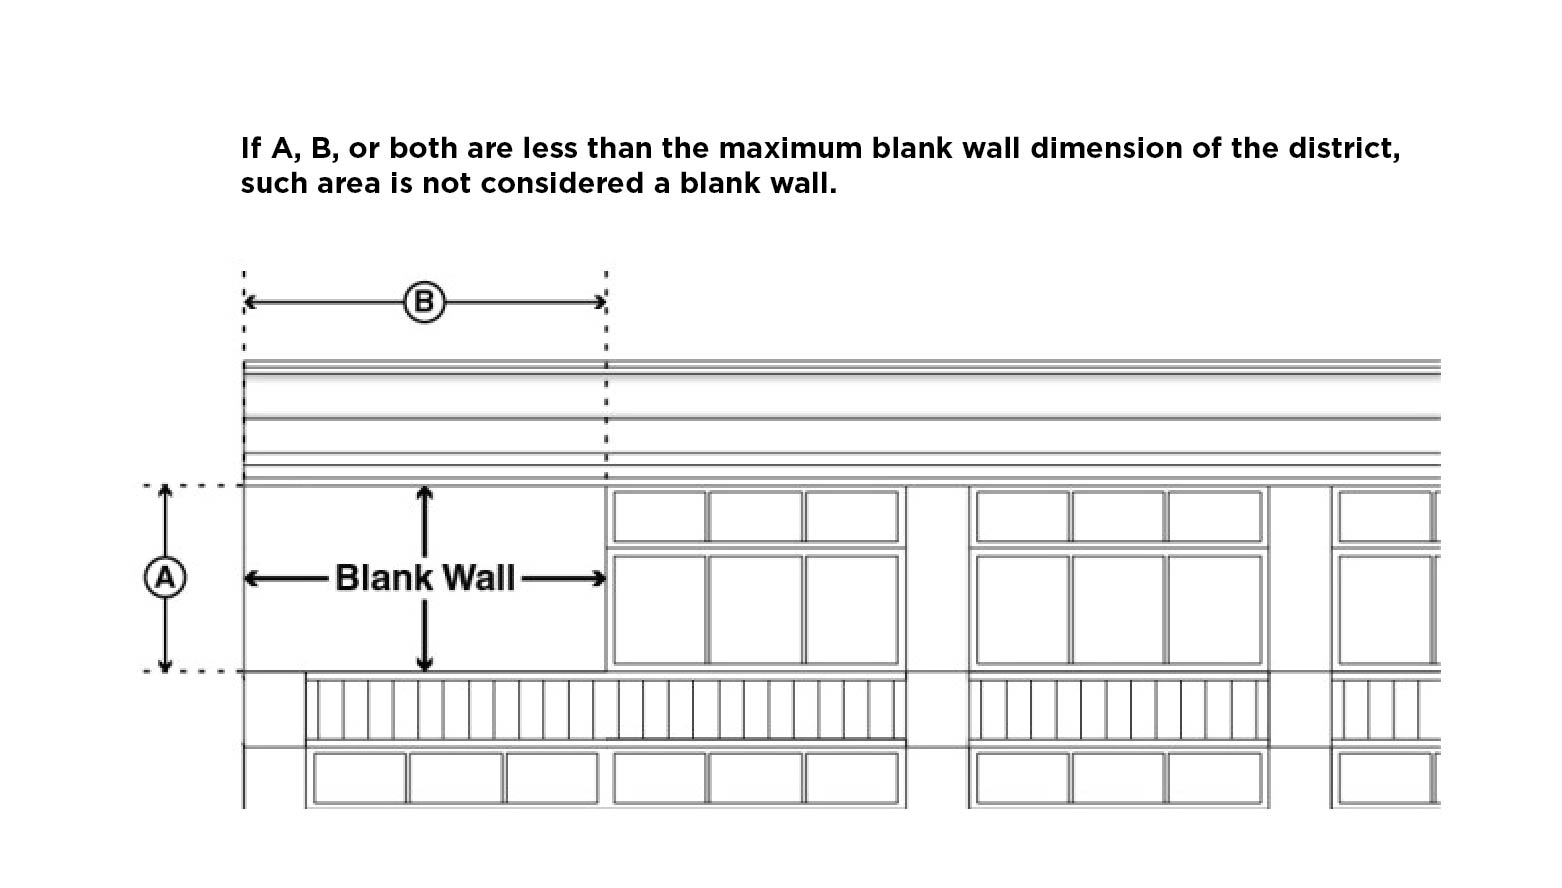 If A, B, or both are less than the maximum blank wall dimension of the district,
such area is not considered a blank wall.
B
A
Blank Wall